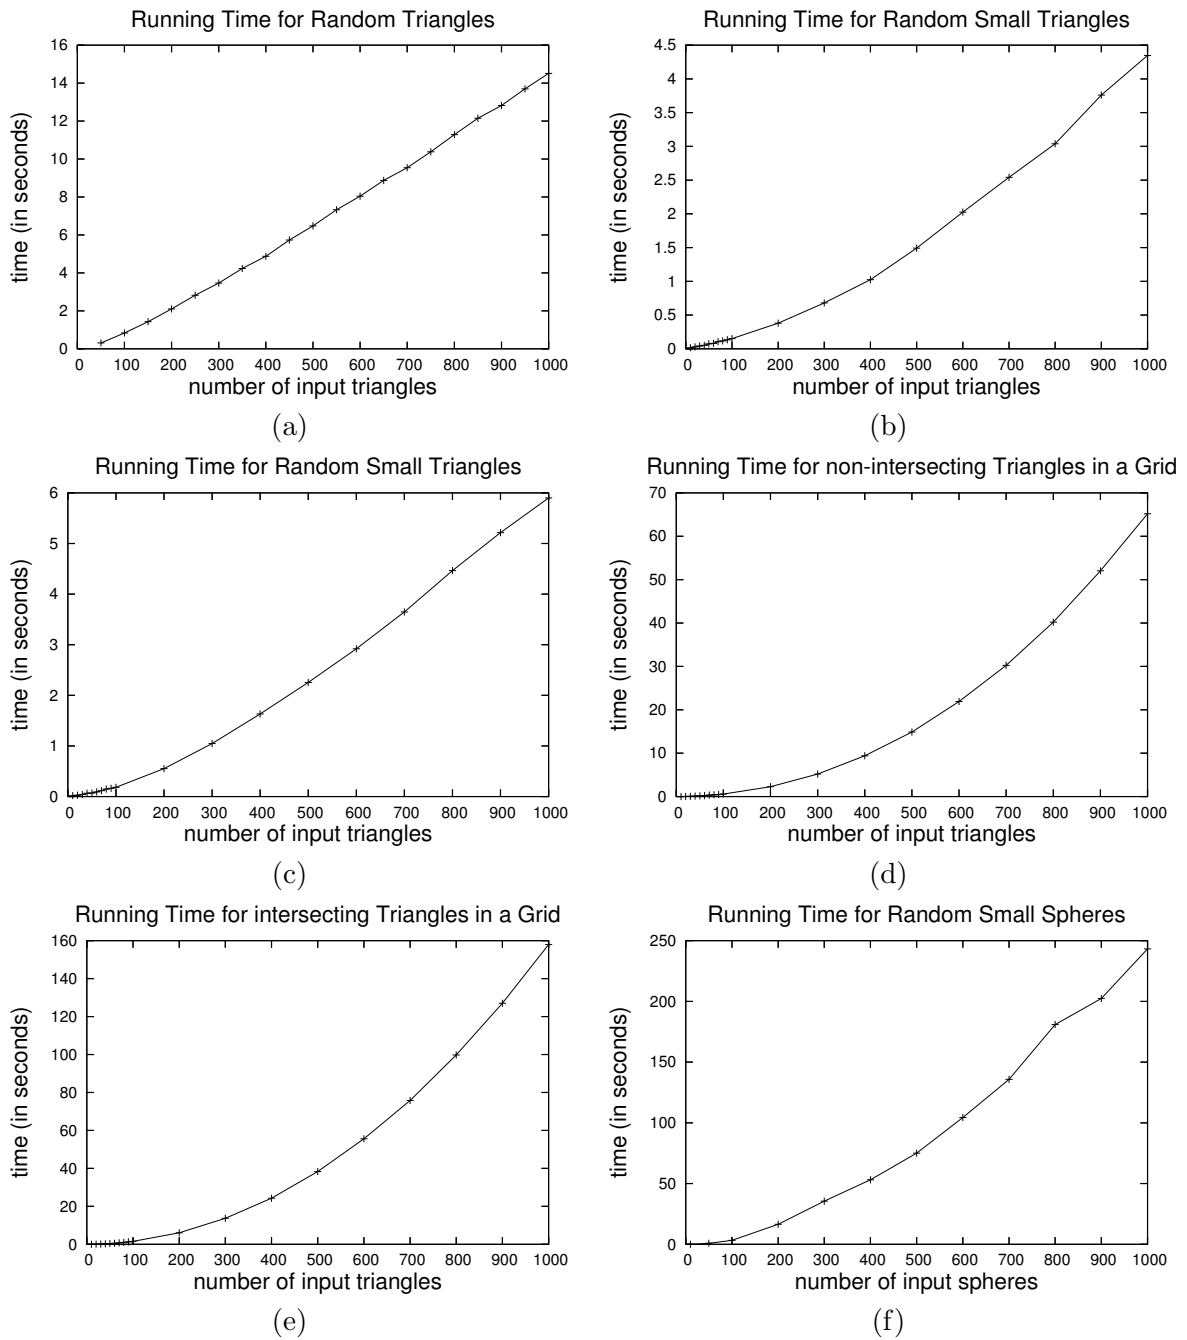 Running Time for Random Triangles
16
14
12
10
8
6
4
2
0
time (in seconds)
0 100 200 300 400 500 600 700 800 900 1000
number of input triangles
(a)
Running Time for Random Small Triangles
4.5
4
3.5
3
2.5
2
1.5
1
0.5
0
time (in seconds)
0 100 200 300 400 500 600 700 800 900 1000
number of input triangles
(b)
Running Time for Random Small Triangles
6
5
4
3
2
1
0
time (in seconds)
0 100 200 300 400 500 600 700 800 900 1000
number of input triangles
(c)
Running Time for non-intersecting Triangles in a Grid
70
60
50
40
30
20
10
0
time (in seconds)
0 100 200 300 400 500 600 700 800 900 1000
number of input triangles
(d)
Running Time for intersecting Triangles in a Grid
160
140
120
100
80
60
40
20
0
time (in seconds)
0 100 200 300 400 500 600 700 800 900 1000
number of input triangles
(e)
Running Time for Random Small Spheres
250
200
150
100
50
0
time (in seconds)
0 100 200 300 400 500 600 700 800 900 1000
number of input spheres
(f)